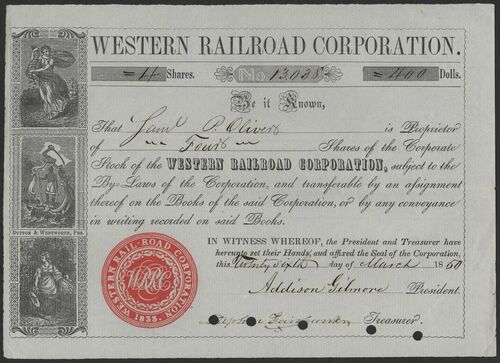 WESTERN RAILROAD CORPORATION.
= 4 Shares. No 13038 = 400 Dolls.
Be it Known,
That Saml P. Oliver is Proprietor
of " Four " Shares of the Corporate
Stock of the WESTERN RAILROAD CORPORATION, subject to the
By-Laws of the Corporation, and transferable by an assignment
thereof on the Books of the said Corporation, or by any conveyance
in writing recorded on said Books.
DUTTON & WENTWORTH, PRS.
IN WITNESS WHEREOF, the President and Treasurer have
hereunto set their Hands, and affixed the Seal of the Corporation,
this Twenty Sixth day of March 1850
Addison Gilmore President.
Treasurer.
WESTERN RAIL-ROAD CORPORATION
WRRC
1833.